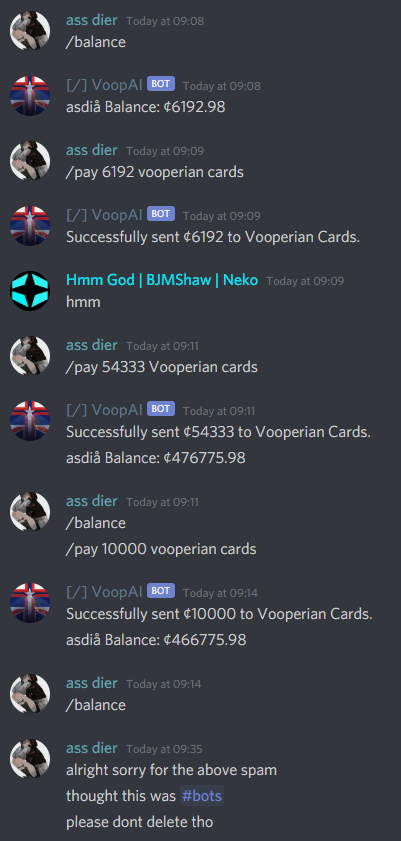 ass dier Today at 09:08
/balance
[/] VoopAI BOT Today at 09:08
asdiå Balance: ¢6192.98
ass dier Today at 09:09
/pay 6192 vooperian cards
[/] VoopAI BOT Today at 09:09
Successfully sent ¢6192 to Vooperian Cards.
Hmm God | BJMShaw | Neko Today at 09:09
hmm
ass dier Today at 09:11
/pay 54333 Vooperian cards
[/] VoopAI BOT Today at 09:11
Successfully sent ¢54333 to Vooperian Cards.
asdiå Balance: ¢476775.98
ass dier Today at 09:11
/balance
/pay 10000 vooperian cards
[/] VoopAI BOT Today at 09:14
Successfully sent ¢10000 to Vooperian Cards.
asdiå Balance: ¢466775.98
ass dier Today at 09:14
/balance
ass dier Today at 09:35
alright sorry for the above spam
thought this was #bots
please dont delete tho